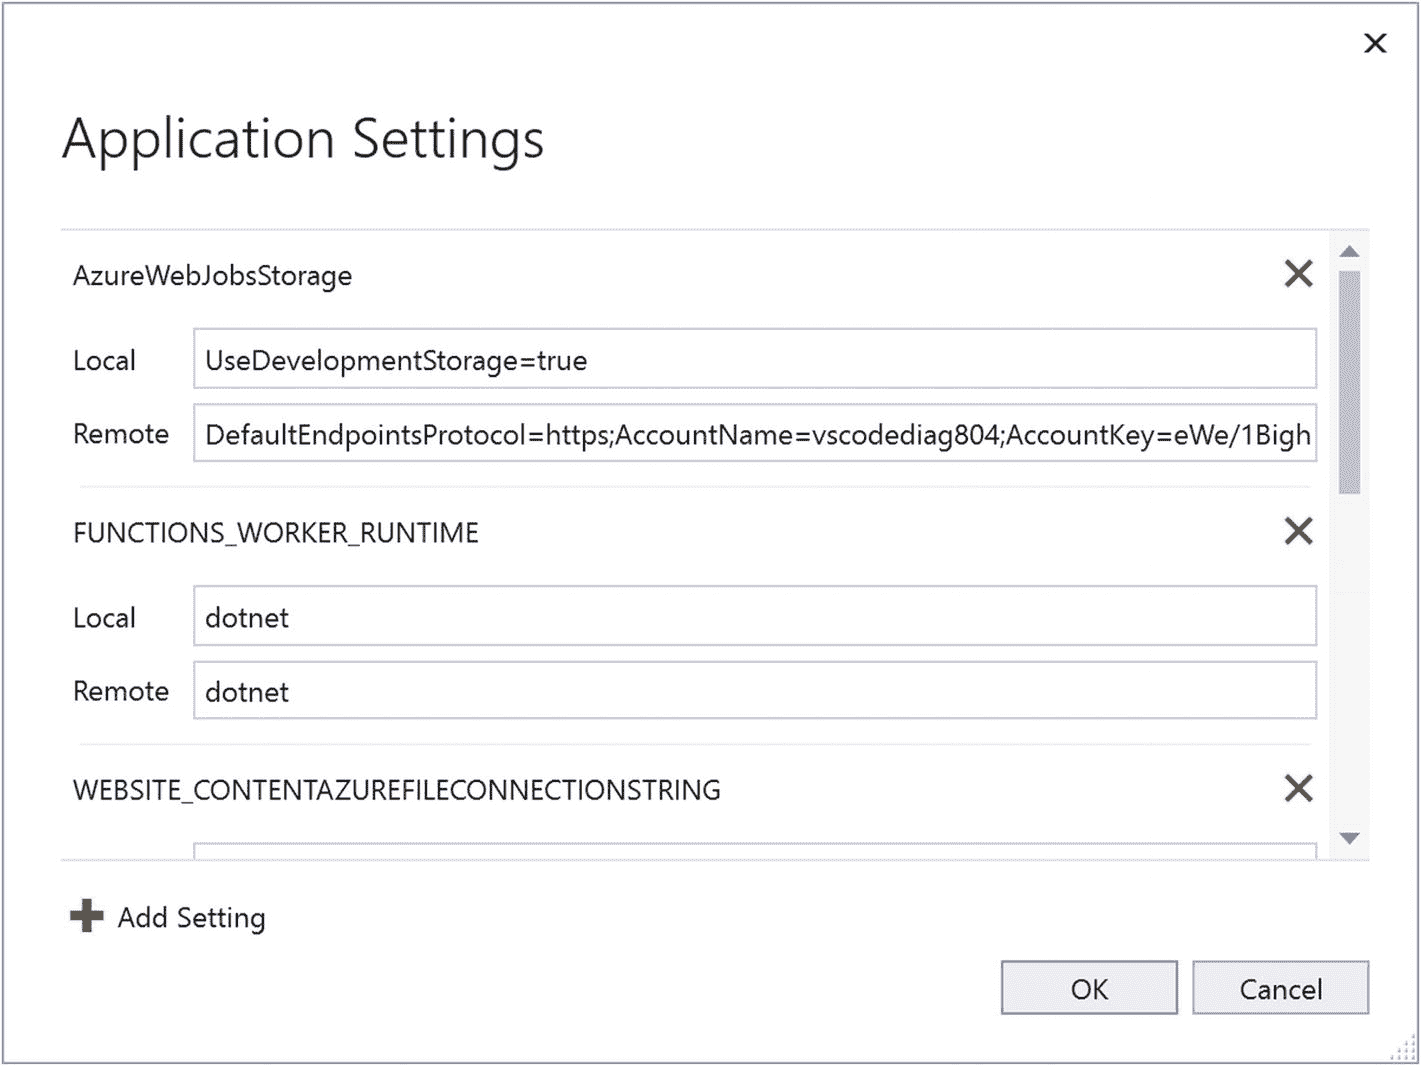 Application Settings
AzureWebJobsStorage
Local UseDevelopmentStorage=true
Remote DefaultEndpointsProtocol=https;AccountName=vscodediag804;AccountKey=eWe/1Bigh
FUNCTIONS_WORKER_RUNTIME
Local dotnet
Remote dotnet
WEBSITE_CONTENTAZUREFILECONNECTIONSTRING
Add Setting
OK Cancel